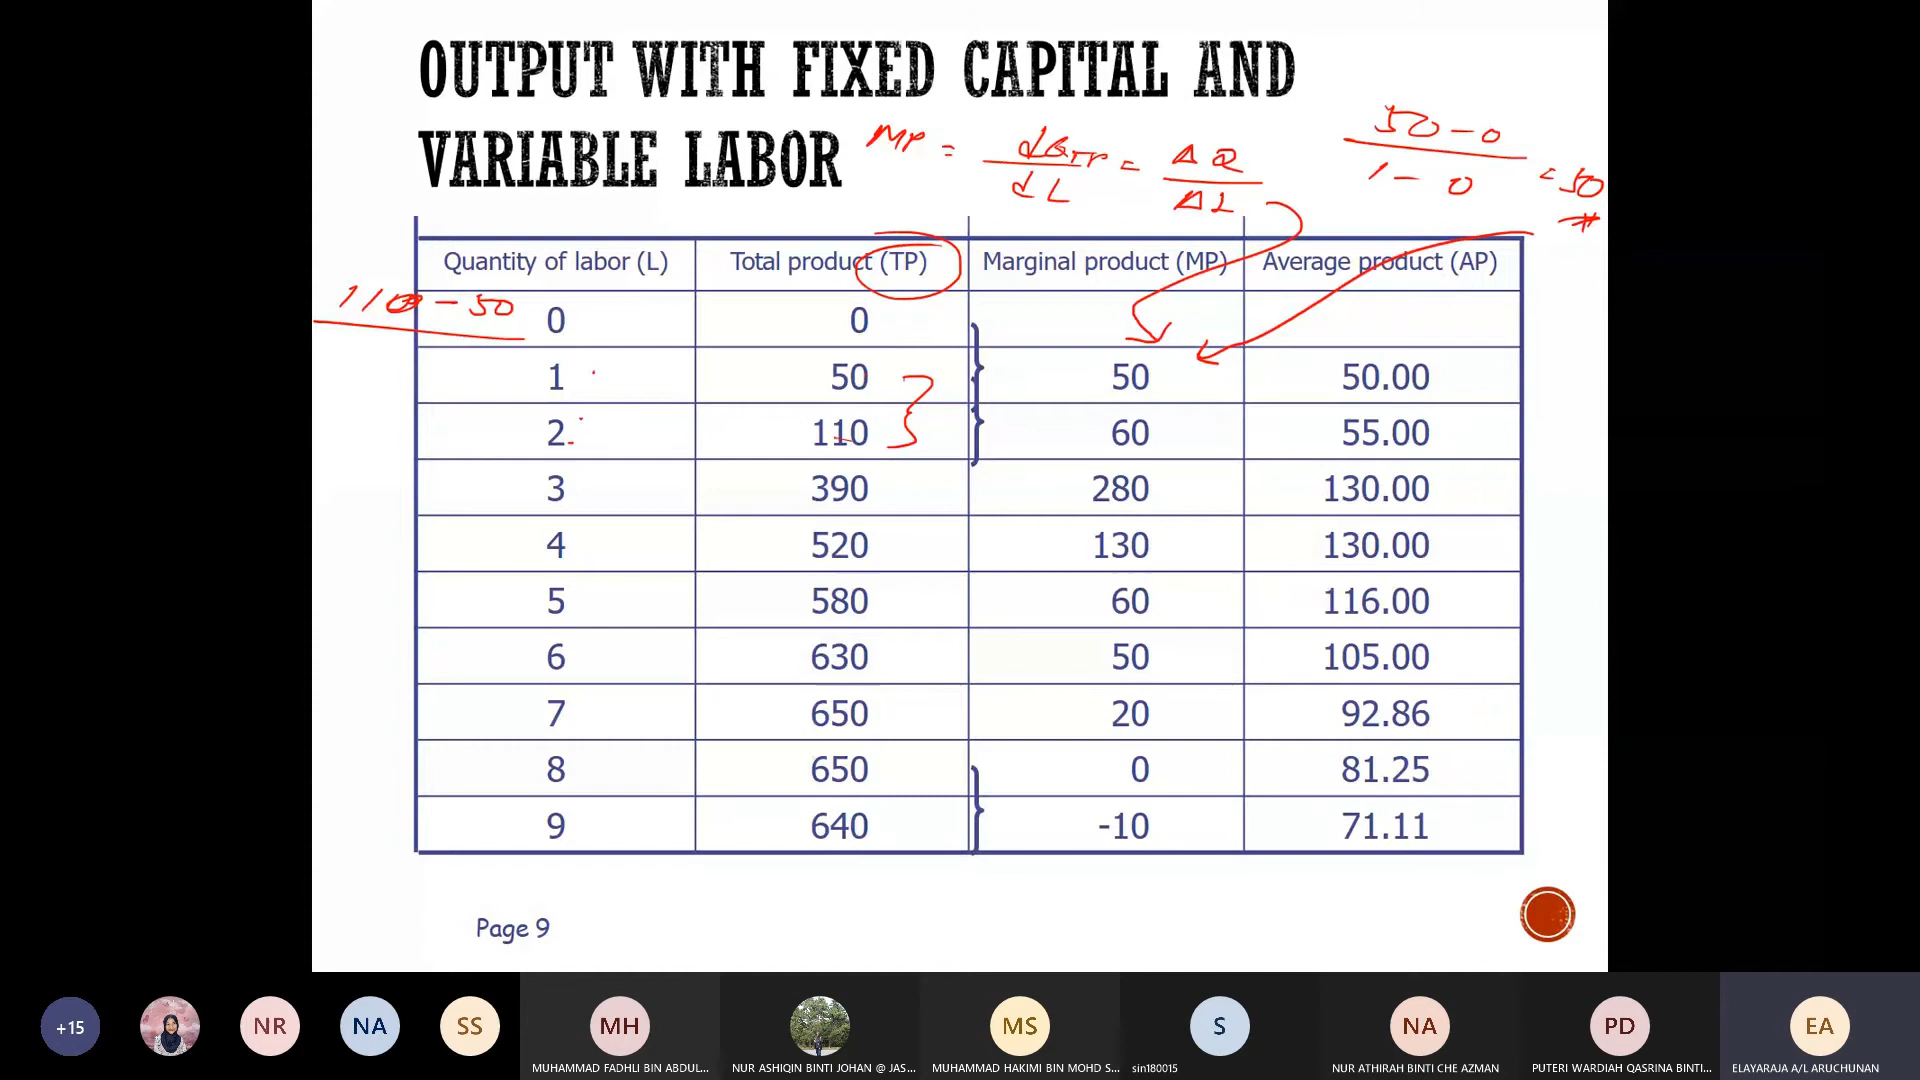 OUTPUT WITH FIXED CAPITAL AND
VARIABLE LABOR
MP = dQTP / dL = ΔQ / ΔL
50 - 0 / 1 - 0 = 50
Quantity of labor (L) Total product (TP) Marginal product (MP) Average product (AP)
110 - 50
0 0
1 50 50 50.00
2 110 60 55.00
3 390 280 130.00
4 520 130 130.00
5 580 60 116.00
6 630 50 105.00
7 650 20 92.86
8 650 0 81.25
9 640 -10 71.11
Page 9
+15 NR NA SS MH MS S NA PD EA
MUHAMMAD FADHLI BIN ABDUL... NUR ASHIQIN BINTI JOHAN @ JAS... MUHAMMAD HAKIMI BIN MOHD S... sin180015 NUR ATHIRAH BINTI CHE AZMAN PUTERI WARDIAH QASRINA BINTI... ELAYARAJA A/L ARUCHUNAN